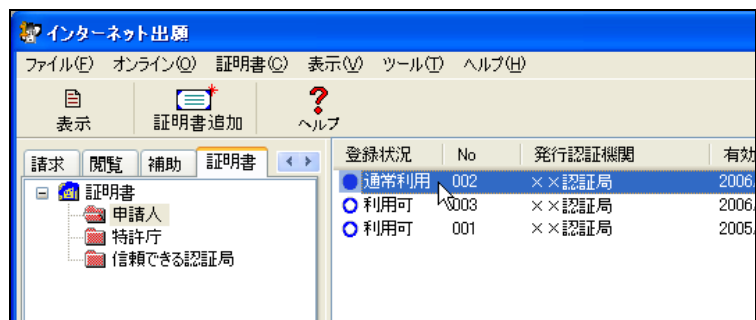 インターネット出願
ファイル(F) オンライン(O) 証明書(C) 表示(V) ツール(T) ヘルプ(H)
表示 証明書追加 ヘルプ
請求 閲覧 補助 証明書
証明書
申請人
特許庁
信頼できる認証局
登録状況 No 発行認証機関 有効
通常利用 002 ××認証局 2006.
利用可 003 ××認証局 2006.
利用可 001 ××認証局 2005.